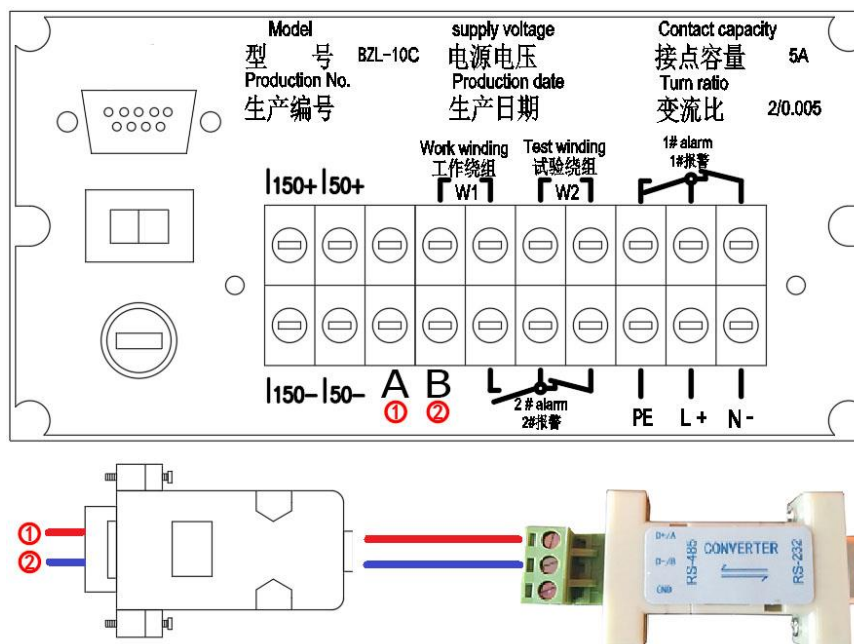 Model supply voltage Contact capacity
型 号 BZL-10C 电源电压 接点容量 5A
Production No. Production date Turn ratio
生产编号 生产日期 变流比 2/0.005
Work winding Test winding 1# alarm
工作绕组 试验绕组 1#报警
I150+ I50+ W1 W2
I150- I50- A B 2 # alarm PE L + N -
① ② 2#报警
① D+/A RS-485 CONVERTER RS-232
② D-/B
GND